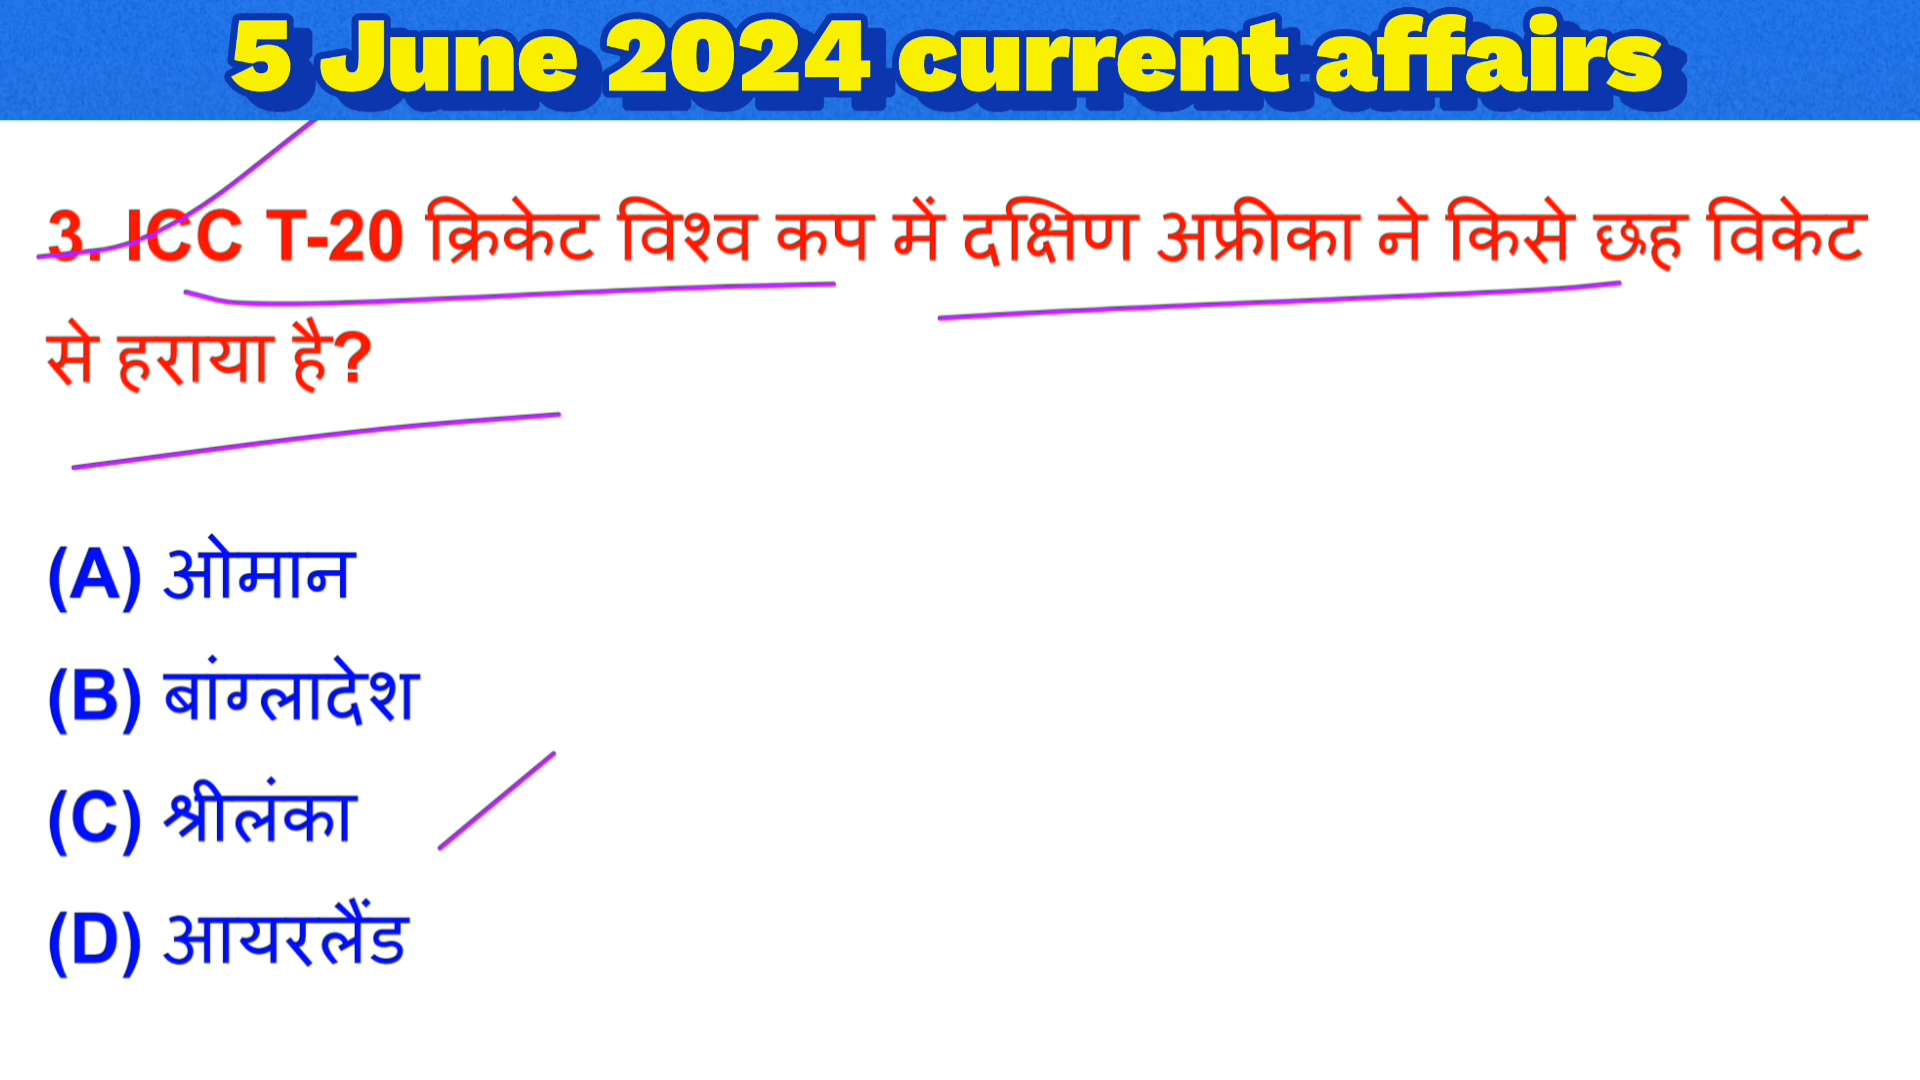 5 June 2024 current affairs
3. ICC T-20 क्रिकेट विश्व कप में दक्षिण अफ्रीका ने किसे छह विकेट
से हराया है?
(A) ओमान
(B) बांग्लादेश
(C) श्रीलंका
(D) आयरलैंड